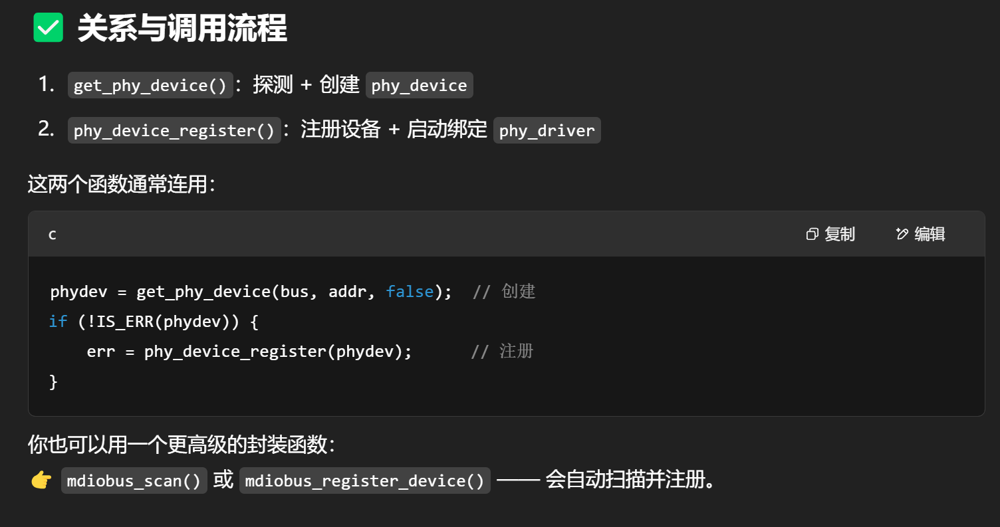 ✅ 关系与调用流程
1. get_phy_device()：探测 + 创建 phy_device
2. phy_device_register()：注册设备 + 启动绑定 phy_driver
这两个函数通常连用：
c 复制 编辑
phydev = get_phy_device(bus, addr, false);  // 创建
if (!IS_ERR(phydev)) {
    err = phy_device_register(phydev);      // 注册
}
你也可以用一个更高级的封装函数：
👉 mdiobus_scan() 或 mdiobus_register_device() —— 会自动扫描并注册。